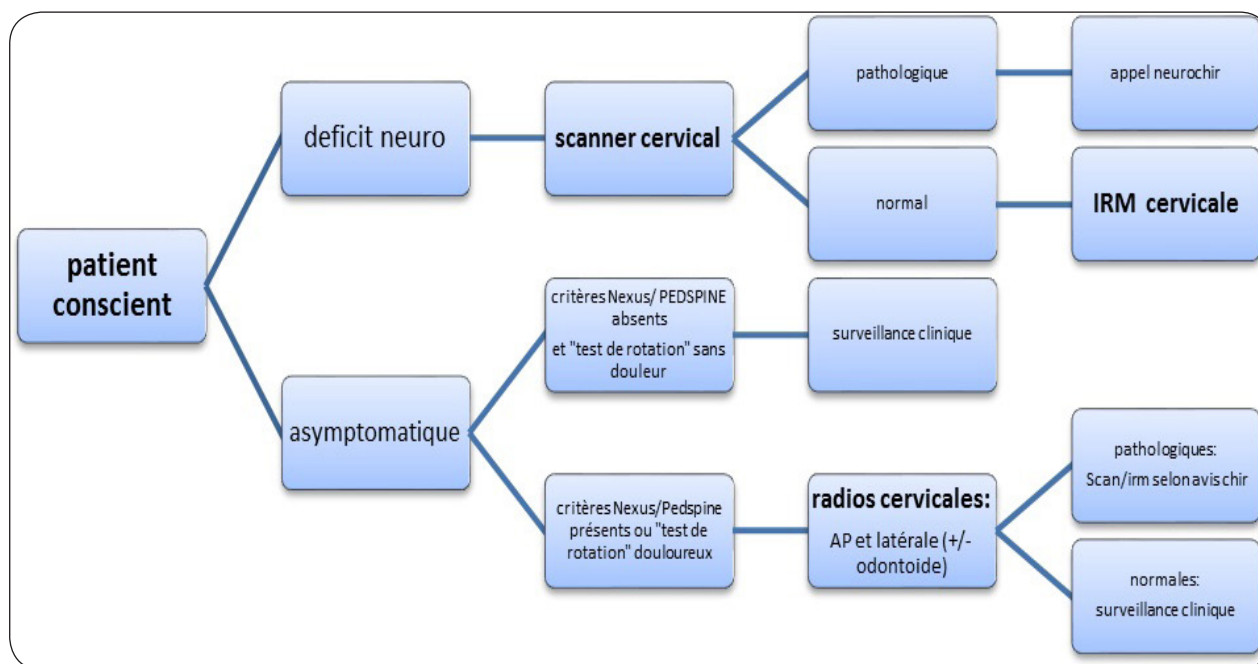 patient
conscient
deficit neuro
scanner cervical
pathologique
appel neurochir
normal
IRM cervicale
asymptomatique
critères Nexus/ PEDSPINE
absents
et "test de rotation" sans
douleur
surveillance clinique
critères Nexus/Pedspine
présents ou "test de
rotation" douloureux
radios cervicales:
AP et latérale (+/-
odontoide)
pathologiques:
Scan/irm selon avis chir
normales:
surveillance clinique